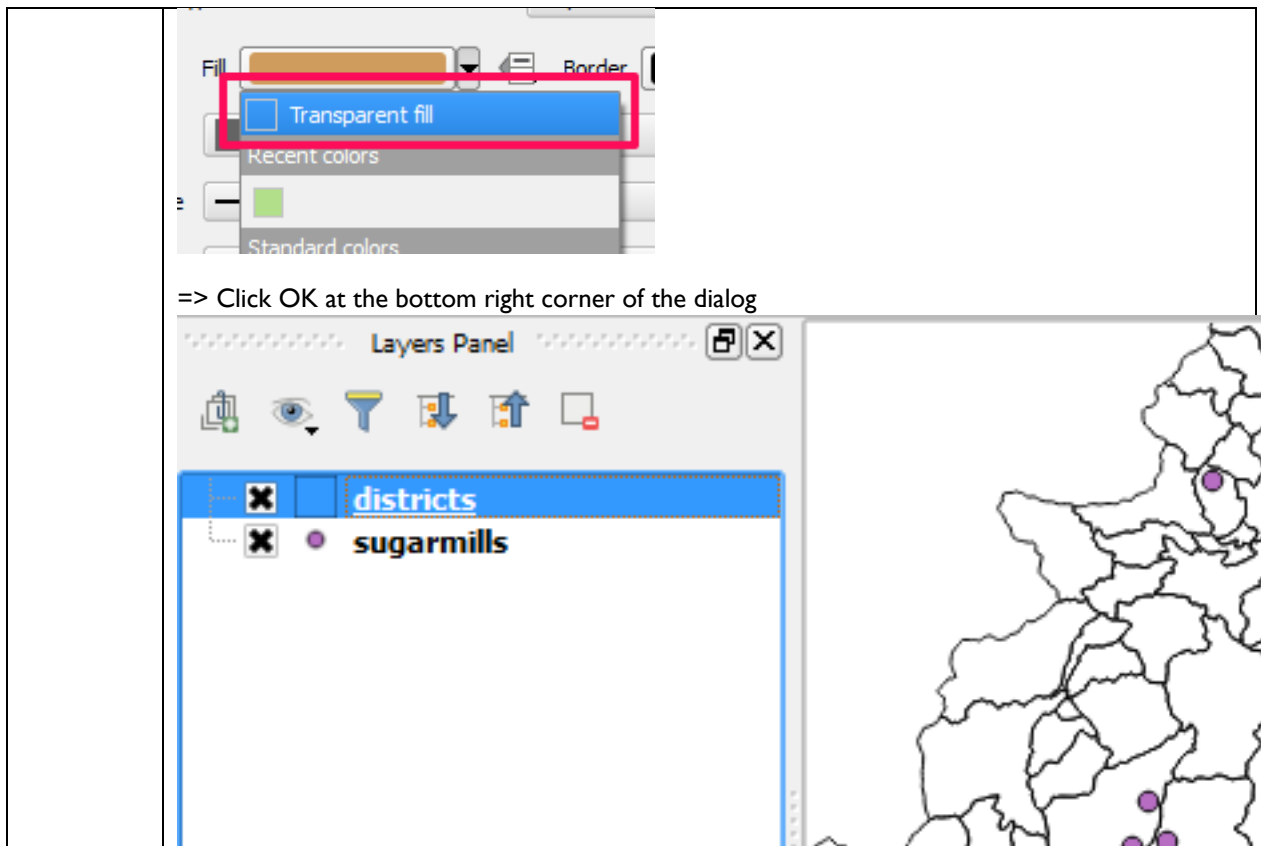 Fill Border
Transparent fill
Recent colors
e
Standard colors
=> Click OK at the bottom right corner of the dialog
Layers Panel
districts
sugarmills